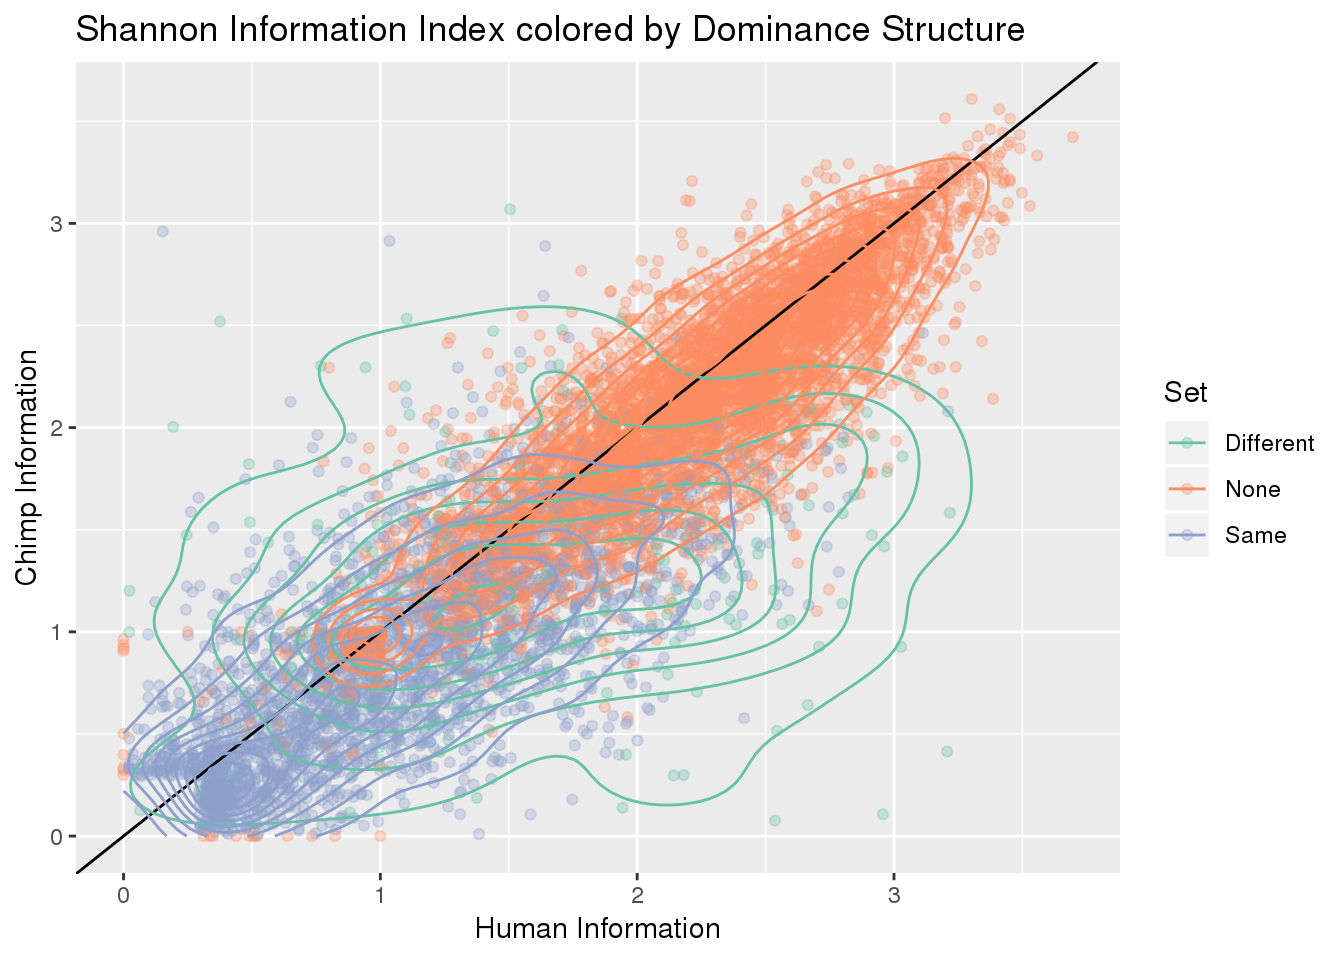 Shannon Information Index colored by Dominance Structure
Chimp Information
3
2
1
0
0 1 2 3
Human Information
Set
Different
None
Same